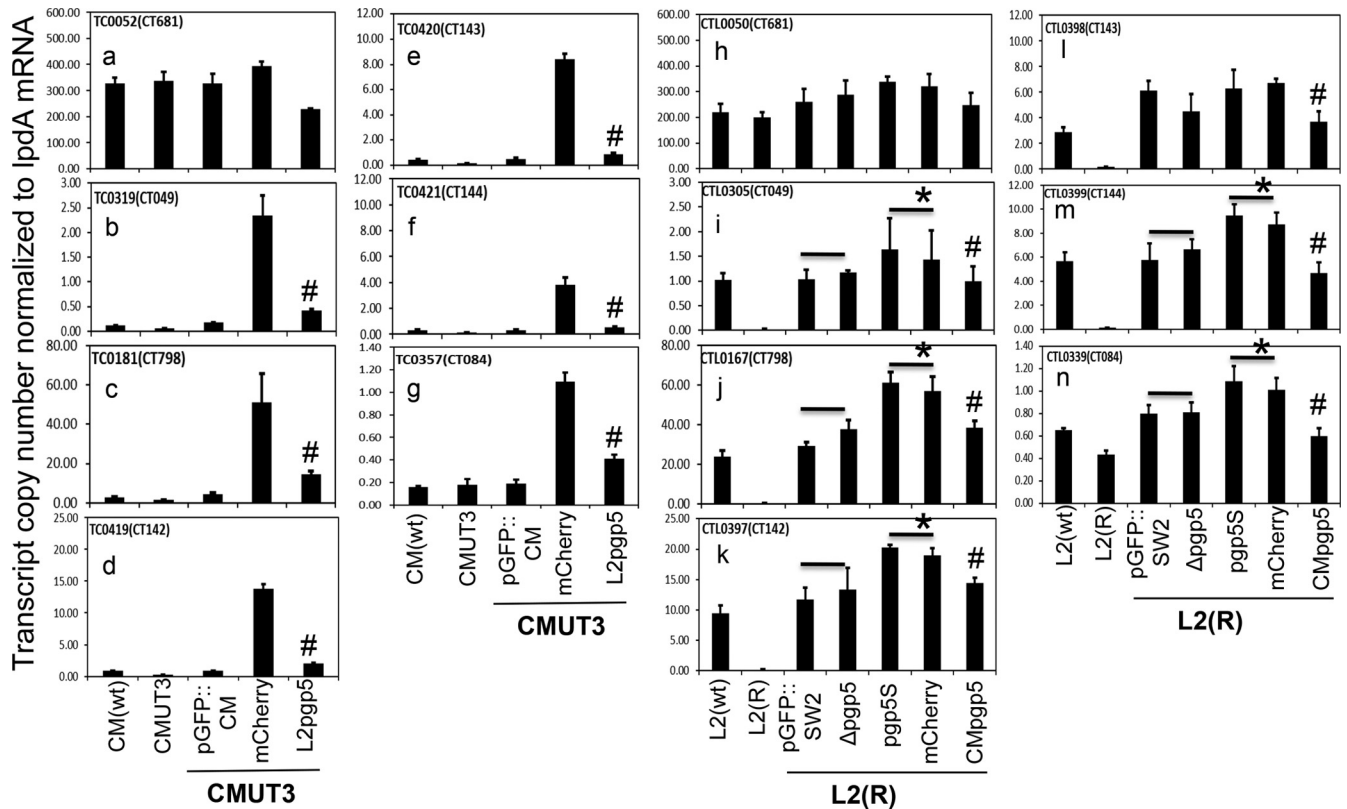 Transcript copy number normalized to lpdA mRNA
TC0052(CT681)
a
600.00
500.00
400.00
300.00
200.00
100.00
0.00
TC0319(CT049)
b
3.00
2.50
2.00
1.50
1.00
0.50
0.00
#
TC0181(CT798)
c
80.00
60.00
40.00
20.00
0.00
#
TC0419(CT142)
d
25.00
20.00
15.00
10.00
5.00
0.00
#
CM(wt)
CMUT3
pGFP::
CM
mCherry
L2pgp5
CMUT3
TC0420(CT143)
e
12.00
10.00
8.00
6.00
4.00
2.00
0.00
#
TC0421(CT144)
f
12.00
10.00
8.00
6.00
4.00
2.00
0.00
#
TC0357(CT084)
g
1.40
1.20
1.00
0.80
0.60
0.40
0.20
0.00
#
CM(wt)
CMUT3
pGFP::
CM
mCherry
L2pgp5
CMUT3
CTL0050(CT681)
h
600.00
500.00
400.00
300.00
200.00
100.00
0.00
CTL0305(CT049)
i
3.00
2.50
2.00
1.50
1.00
0.50
0.00
*
#
CTL0167(CT798)
j
80.00
60.00
40.00
20.00
0.00
*
#
CTL0397(CT142)
k
25.00
20.00
15.00
10.00
5.00
0.00
*
#
L2(wt)
L2(R)
pGFP::
SW2
Δpgp5
pgp5S
mCherry
CMpgp5
L2(R)
CTL0398(CT143)
l
12.00
10.00
8.00
6.00
4.00
2.00
0.00
#
CTL0399(CT144)
m
12.00
10.00
8.00
6.00
4.00
2.00
0.00
*
#
CTL0339(CT084)
n
1.40
1.20
1.00
0.80
0.60
0.40
0.20
0.00
*
#
L2(wt)
L2(R)
pGFP::
SW2
Δpgp5
pgp5S
mCherry
CMpgp5
L2(R)